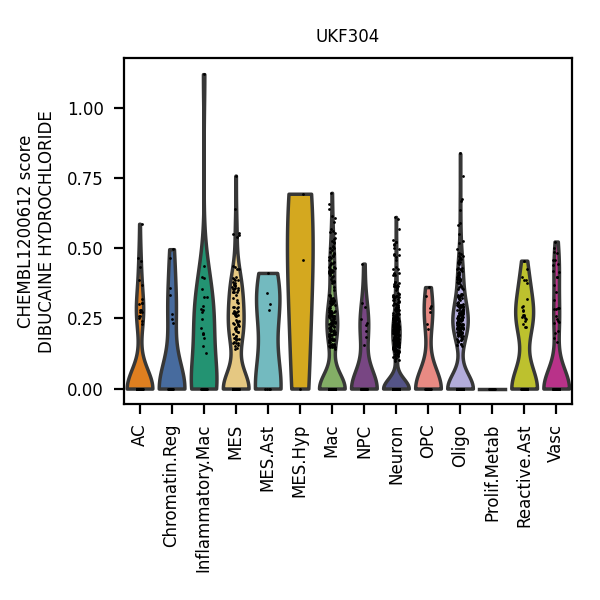 UKF304
CHEMBL1200612 score
DIBUCAINE HYDROCHLORIDE
1.00
0.75
0.50
0.25
0.00
AC
Chromatin.Reg
Inflammatory.Mac
MES
MES.Ast
MES.Hyp
Mac
NPC
Neuron
OPC
Oligo
Prolif.Metab
Reactive.Ast
Vasc